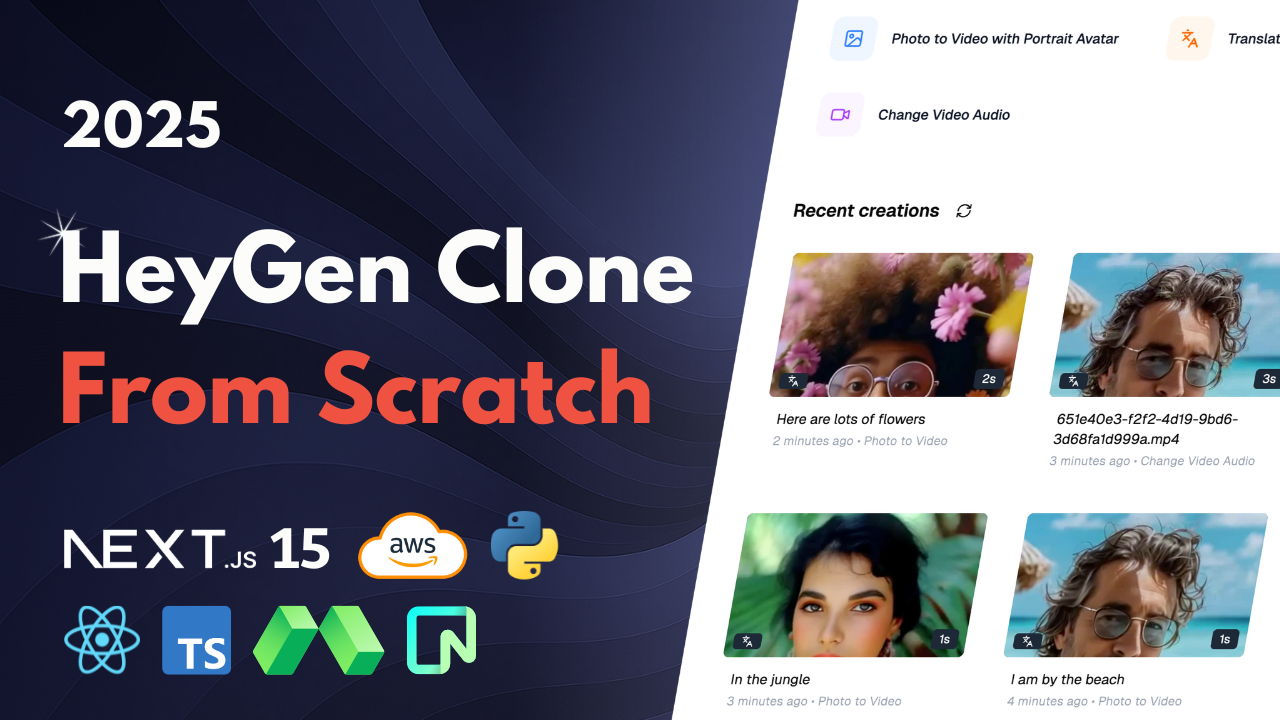 2025
HeyGen Clone
From Scratch
NEXT.JS 15
aws
TS
Photo to Video with Portrait Avatar
Translat
Change Video Audio
Recent creations
2s
3s
Here are lots of flowers
2 minutes ago • Photo to Video
651e40e3-f2f2-4d19-9bd6-
3d68fa1d999a.mp4
3 minutes ago • Change Video Audio
1s
1s
In the jungle
3 minutes ago • Photo to Video
I am by the beach
4 minutes ago • Photo to Video